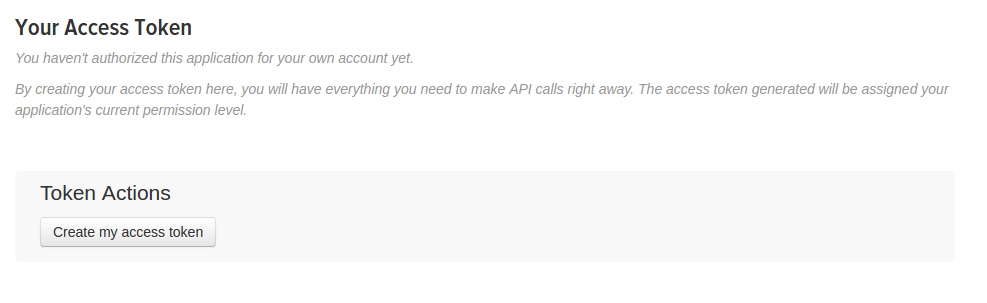 Your Access Token
You haven't authorized this application for your own account yet.
By creating your access token here, you will have everything you need to make API calls right away. The access token generated will be assigned your
application's current permission level.
Token Actions
Create my access token